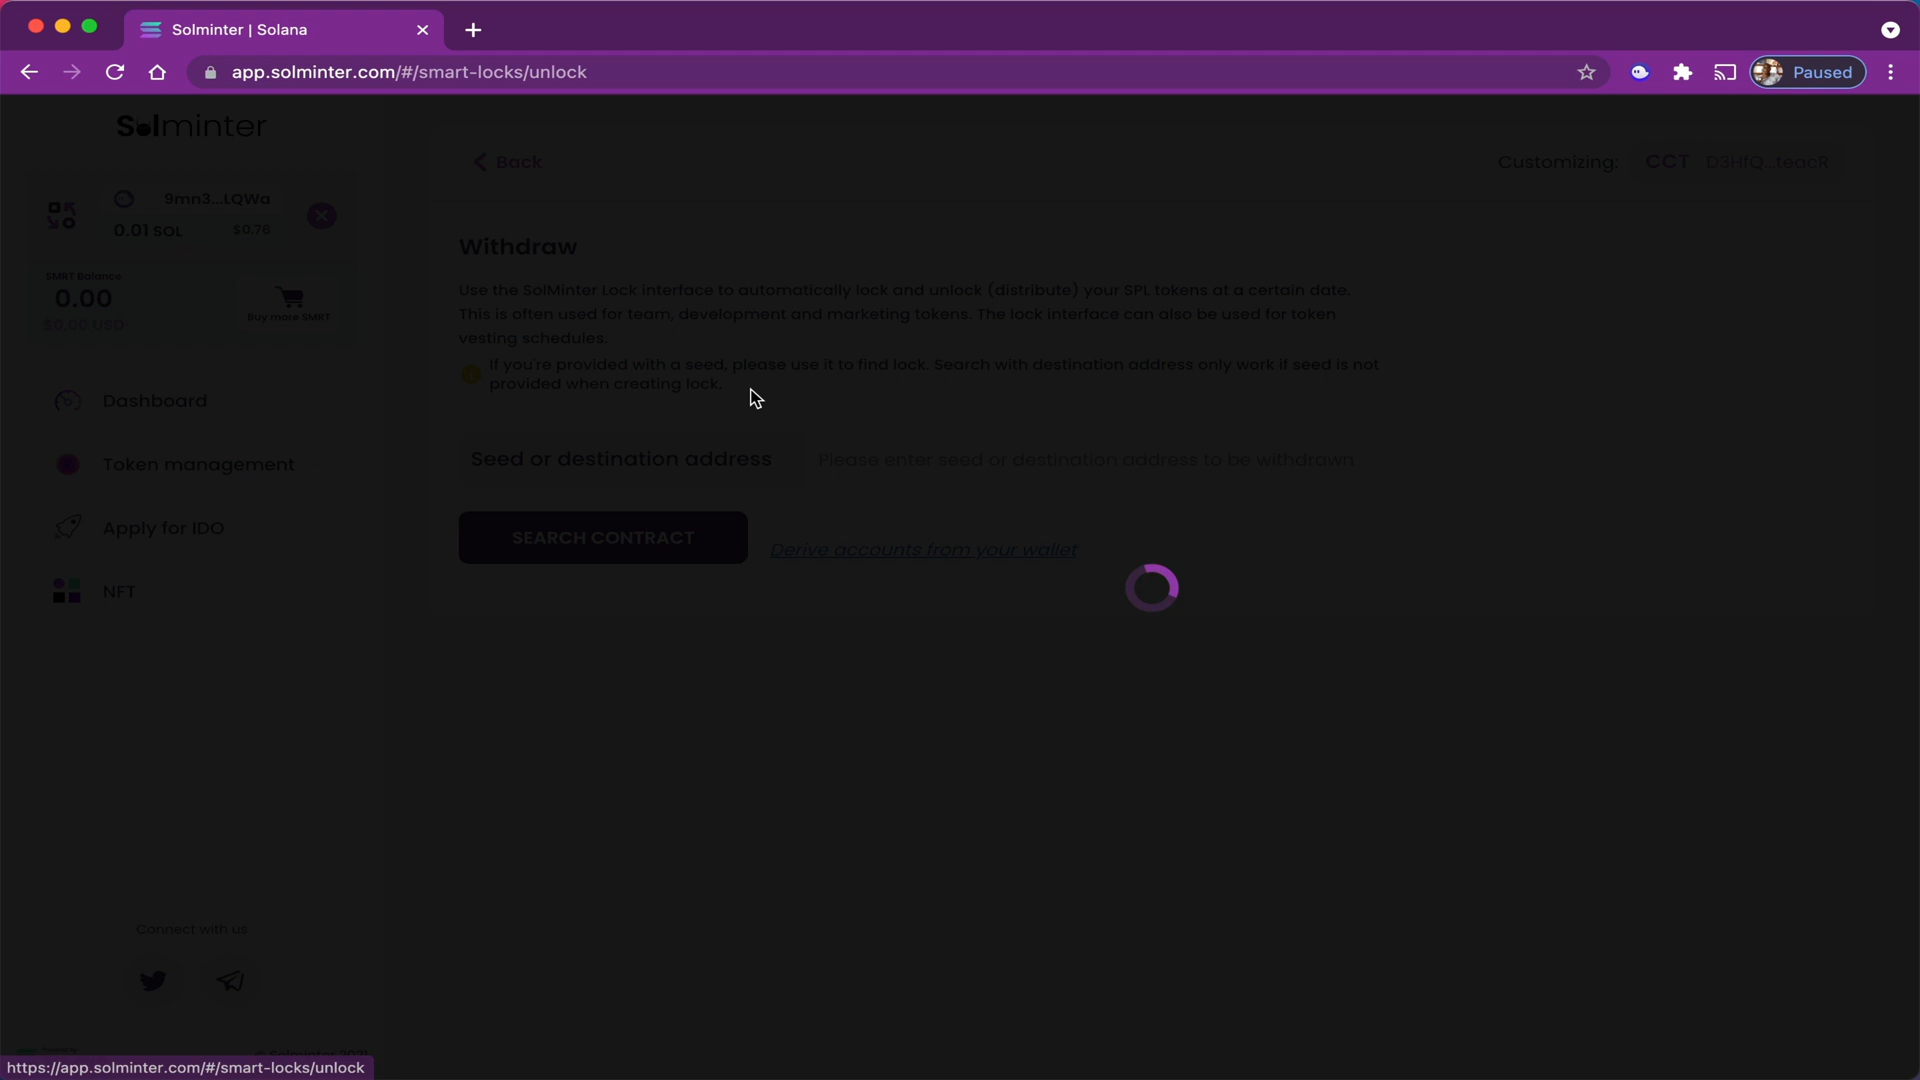 Solminter | Solana
app.solminter.com/#/smart-locks/unlock
Paused
Solminter
9mn3...LQWa
0.01 SOL
$0.78
SMRT Balance
0.00
$0.00 USD
Buy more SMRT
Dashboard
Token management
Apply for IDO
NFT
Connect with us
Back
Customizing: CCT D3HfQ...teacR
Withdraw
Use the SolMinter Lock interface to automatically lock and unlock (distribute) your SPL tokens at a certain date.
This is often used for team, development and marketing tokens. The lock interface can also be used for token
vesting schedules.
If you're provided with a seed, please use it to find lock. Search with destination address only work if seed is not
provided when creating lock.
Seed or destination address
Please enter seed or destination address to be withdrawn
SEARCH CONTRACT
Derive accounts from your wallet
© Solminter 2021
https://app.solminter.com/#/smart-locks/unlock